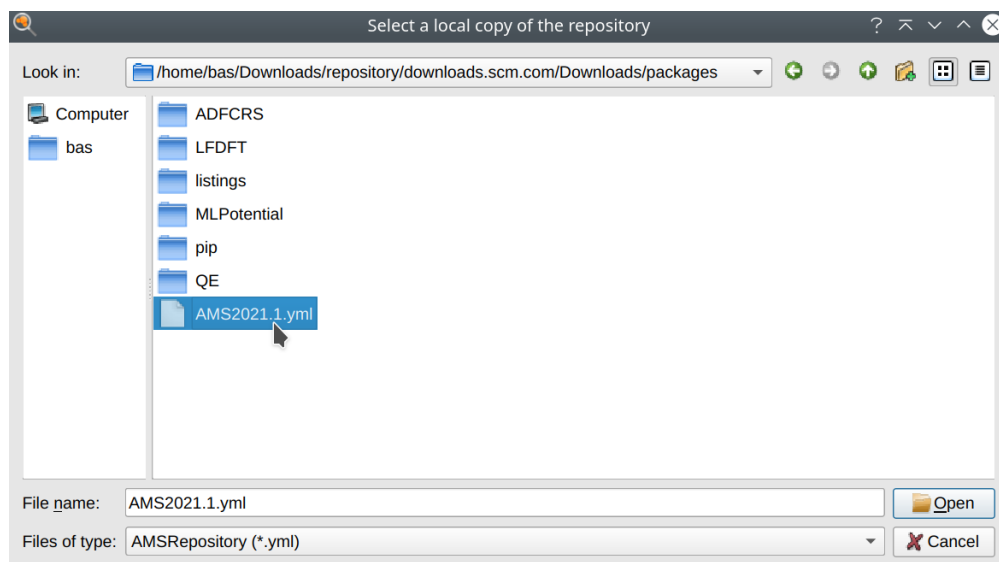 Select a local copy of the repository
Look in: /home/bas/Downloads/repository/downloads.scm.com/Downloads/packages
Computer
bas
ADFCRS
LFDFT
listings
MLPotential
pip
QE
AMS2021.1.yml
File name: AMS2021.1.yml Open
Files of type: AMSRepository (*.yml) Cancel